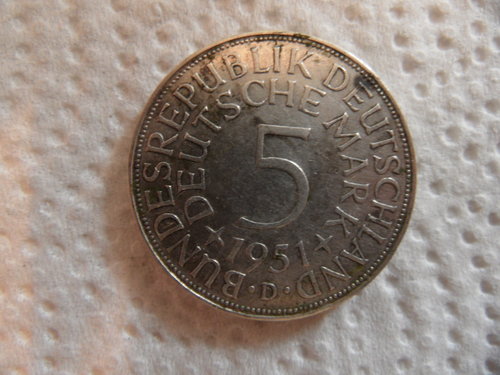 BUNDESREPUBLIK DEUTSCHLAND
DEUTSCHE MARK
5
1951
D